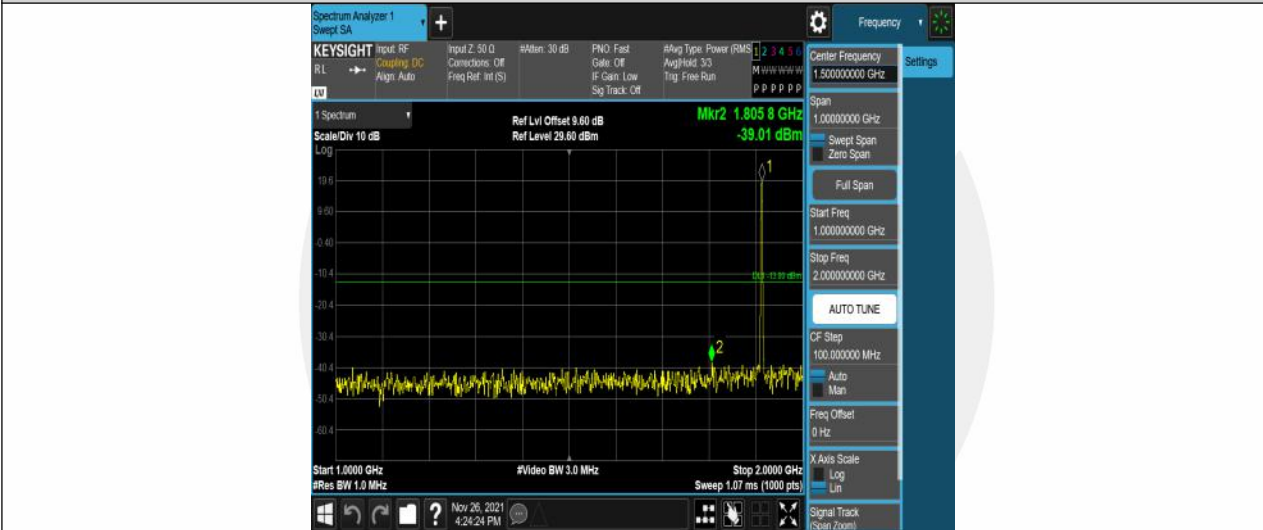 Spectrum Analyzer 1
Swept SA
+
Frequency
KEYSIGHT
RL
LV
Input: RF
Coupling: DC
Align: Auto
Input Z: 50 Ω
Corrections: Off
Freq Ref: Int (S)
#Atten: 30 dB
PNO: Fast
Gate: Off
IF Gain: Low
Sig Track: Off
#Avg Type: Power (RMS
Avg|Hold: 3/3
Trig: Free Run
1 2 3 4 5 6
M W W W W W
P P P P P P
1 Spectrum
Scale/Div 10 dB
Log
Ref Lvl Offset 9.60 dB
Ref Level 29.60 dBm
Mkr2 1.805 8 GHz
-39.01 dBm
19.6
9.60
-0.40
-10.4
-20.4
-30.4
-40.4
-50.4
-60.4
1
DL1 -13.00 dBm
2
Start 1.0000 GHz
#Res BW 1.0 MHz
#Video BW 3.0 MHz
Stop 2.0000 GHz
Sweep 1.07 ms (1000 pts)
Nov 26, 2021
4:24:24 PM
?
Center Frequency
1.500000000 GHz
Span
1.00000000 GHz
Swept Span
Zero Span
Full Span
Start Freq
1.000000000 GHz
Stop Freq
2.000000000 GHz
AUTO TUNE
CF Step
100.000000 MHz
Auto
Man
Freq Offset
0 Hz
X Axis Scale
Log
Lin
Signal Track
(Span Zoom)
Settings